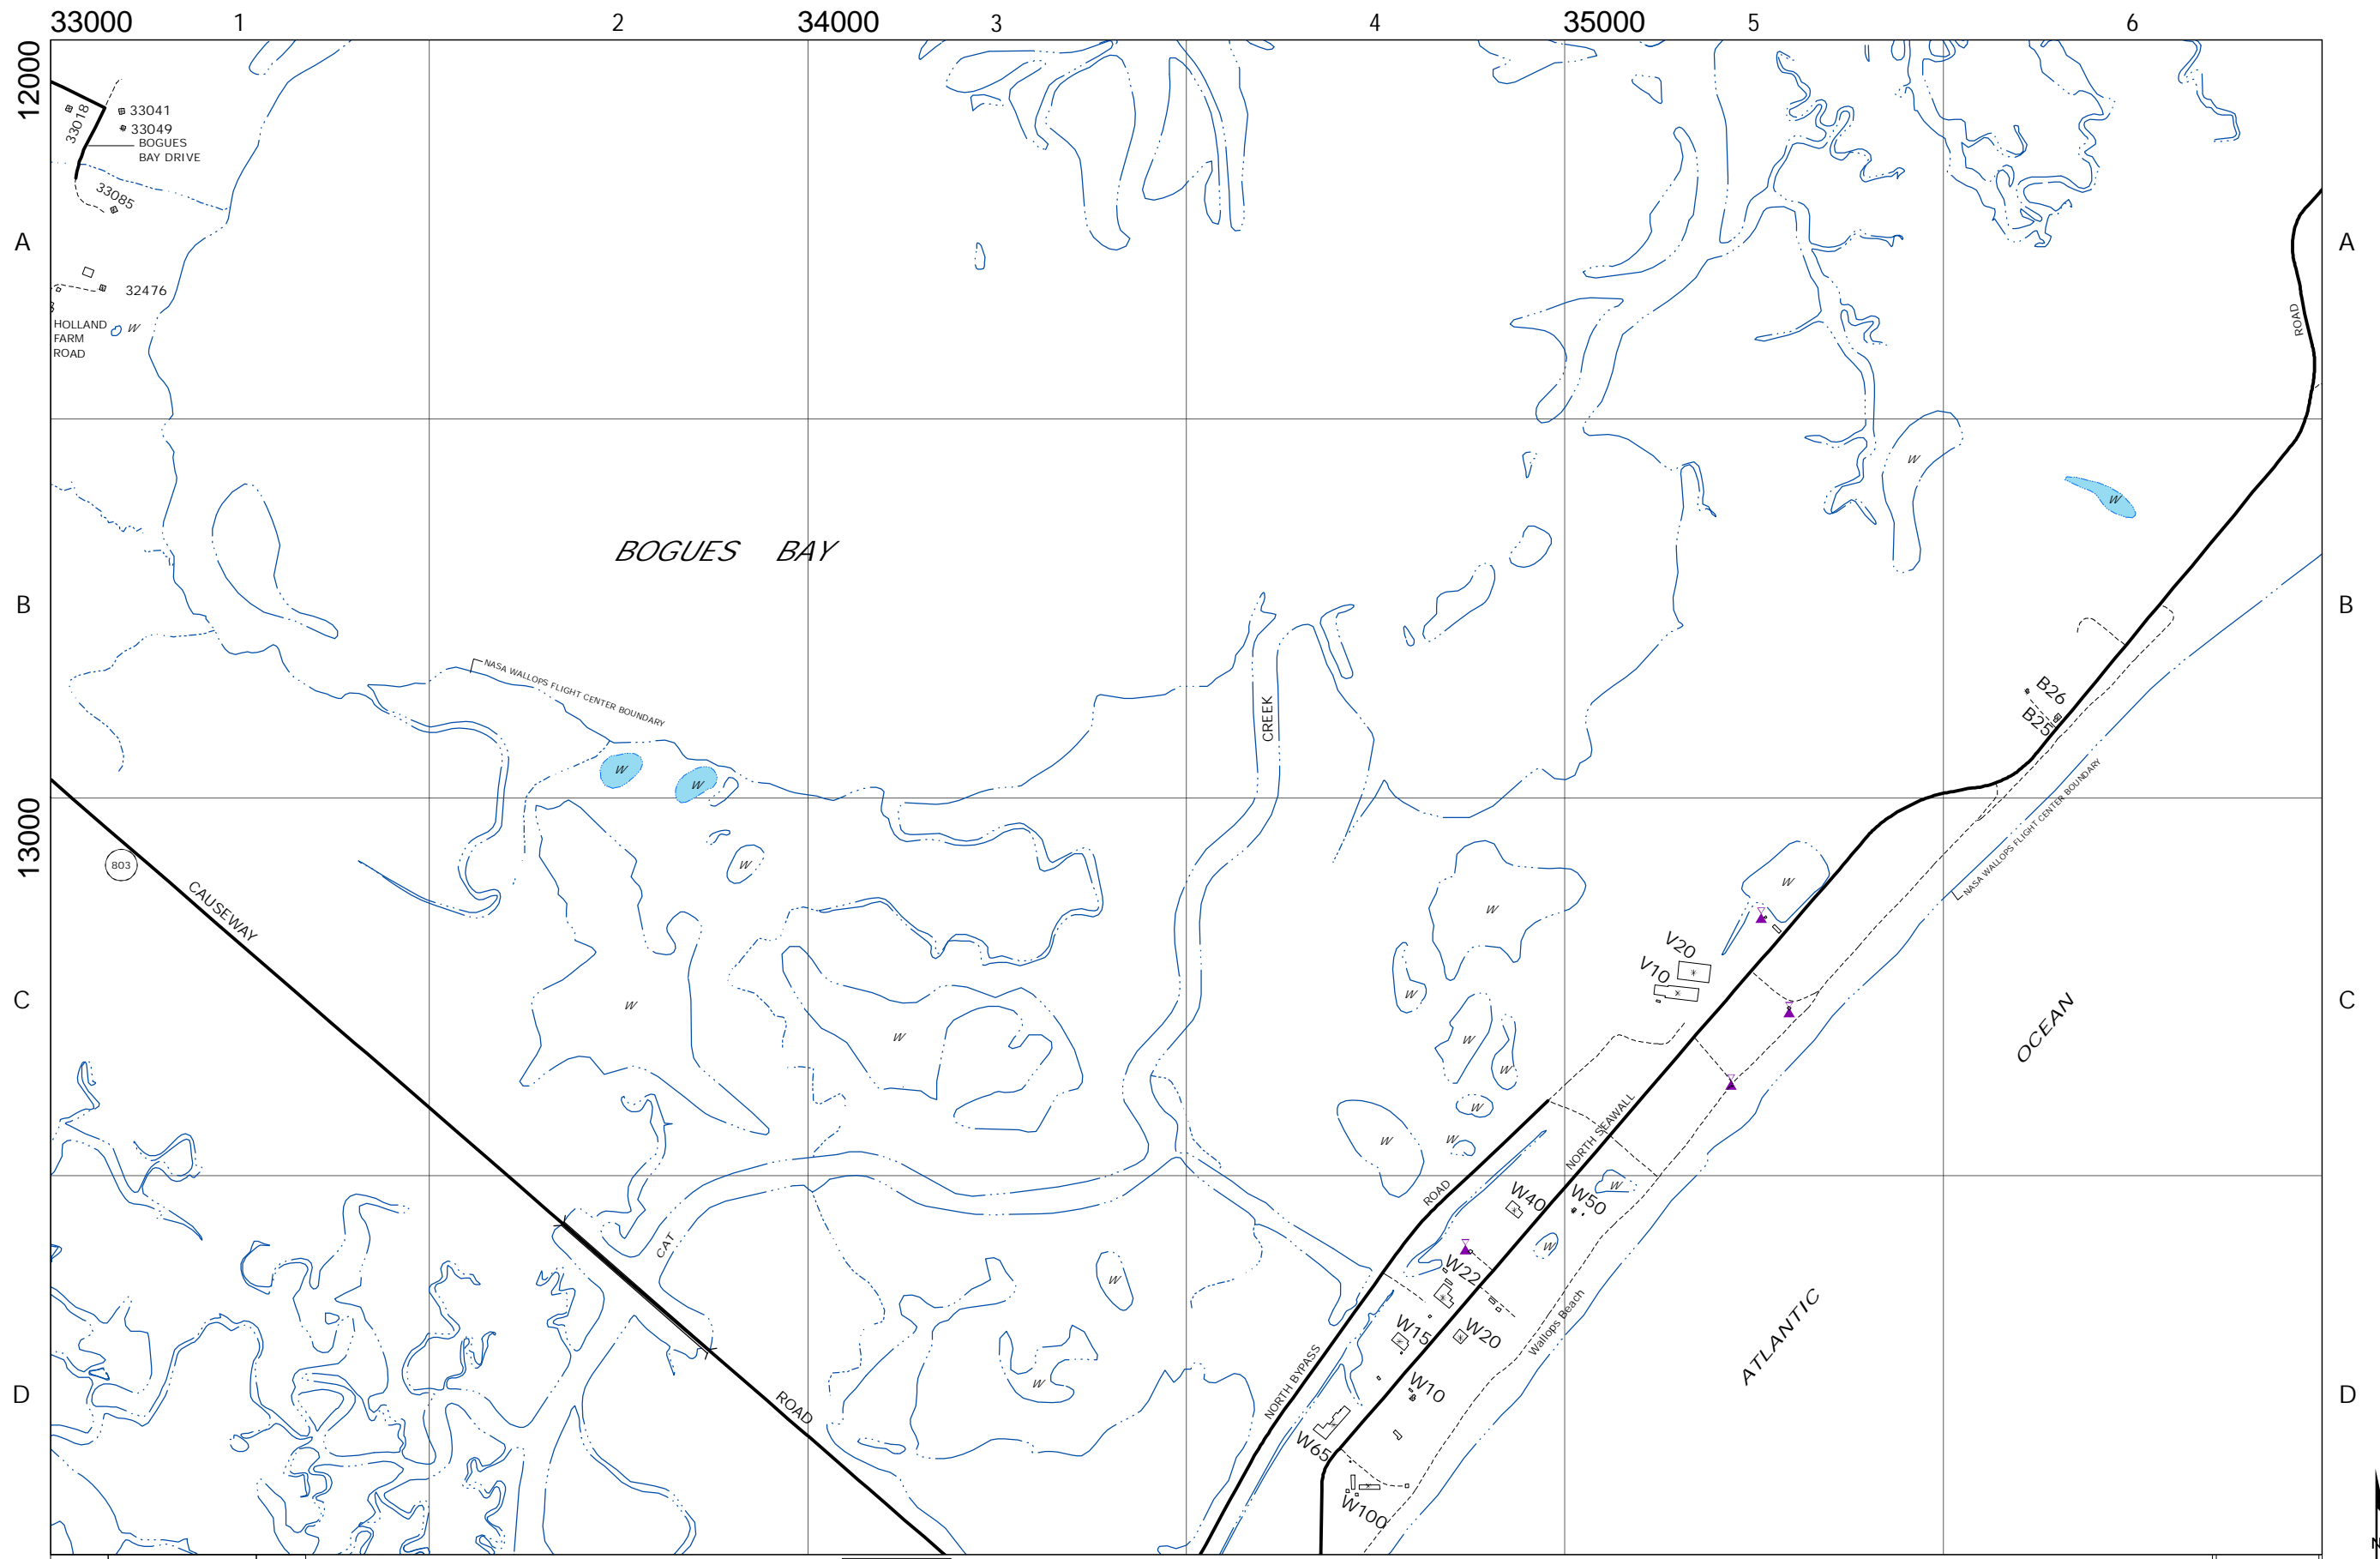 33000 1 2 34000 3 4 35000 5 6
12000
33018
33041
33049
BOGUES
BAY DRIVE
33085
A
A
32476
HOLLAND
FARM
ROAD
W
ROAD
W
W
BOGUES BAY
B
B
NASA WALLOPS FLIGHT CENTER BOUNDARY
CREEK
B26
B25
W
W
NASA WALLOPS FLIGHT CENTER BOUNDARY
13000
803
CAUSEWAY
W
W
W
V20
V10
C
C
W
W
W
W
W
OCEAN
W
W
W
NORTH SEAWALL
ROAD
W40
W50
W
W
CAT
W22
W
W15
W20
Wallops Beach
ATLANTIC
NORTH BYPASS
W
W10
D
D
ROAD
W65
W100